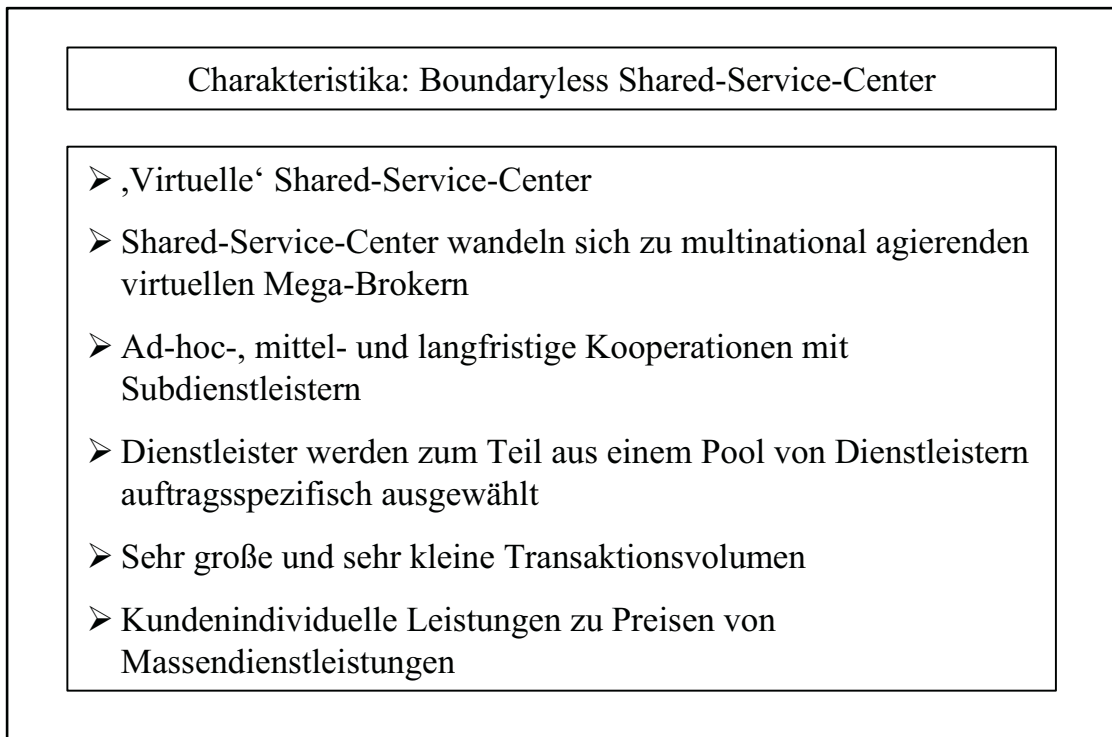 Charakteristika: Boundaryless Shared-Service-Center
➢ ‚Virtuelle‘ Shared-Service-Center
➢ Shared-Service-Center wandeln sich zu multinational agierenden
virtuellen Mega-Brokern
➢ Ad-hoc-, mittel- und langfristige Kooperationen mit
Subdienstleistern
➢ Dienstleister werden zum Teil aus einem Pool von Dienstleistern
auftragsspezifisch ausgewählt
➢ Sehr große und sehr kleine Transaktionsvolumen
➢ Kundenindividuelle Leistungen zu Preisen von
Massendienstleistungen